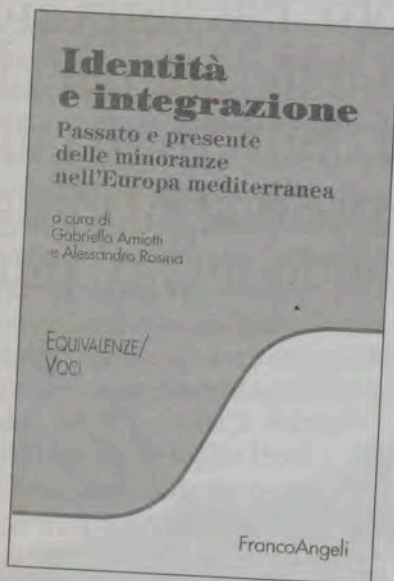 Identità
e integrazione
Passato e presente
delle minoranze
nell'Europa mediterranea
a cura di
Gabriella Amiotti
e Alessandro Rosina
EQUIVALENZE/
VOCI
FrancoAngeli